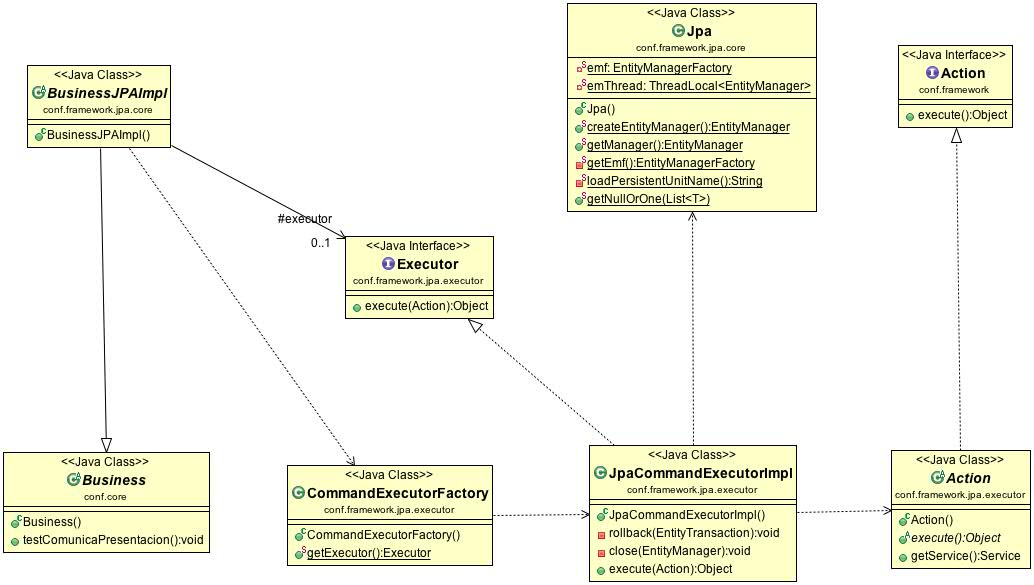 <<Java Class>>
Jpa
conf.framework.jpa.core
emf: EntityManagerFactory
emThread: ThreadLocal<EntityManager>
Jpa()
createEntityManager():EntityManager
getManager():EntityManager
getEmf():EntityManagerFactory
loadPersistentUnitName():String
getNullOrOne(List<T>)
<<Java Interface>>
Action
conf.framework
execute():Object
<<Java Class>>
BusinessJPAImpl
conf.framework.jpa.core
BusinessJPAImpl()
#executor
0..1
<<Java Interface>>
Executor
conf.framework.jpa.executor
execute(Action):Object
<<Java Class>>
Business
conf.core
Business()
testComunicaPresentacion():void
<<Java Class>>
CommandExecutorFactory
conf.framework.jpa.executor
CommandExecutorFactory()
getExecutor():Executor
<<Java Class>>
JpaCommandExecutorImpl
conf.framework.jpa.executor
JpaCommandExecutorImpl()
rollback(EntityTransaction):void
close(EntityManager):void
execute(Action):Object
<<Java Class>>
Action
conf.framework.jpa.executor
Action()
execute():Object
getService():Service